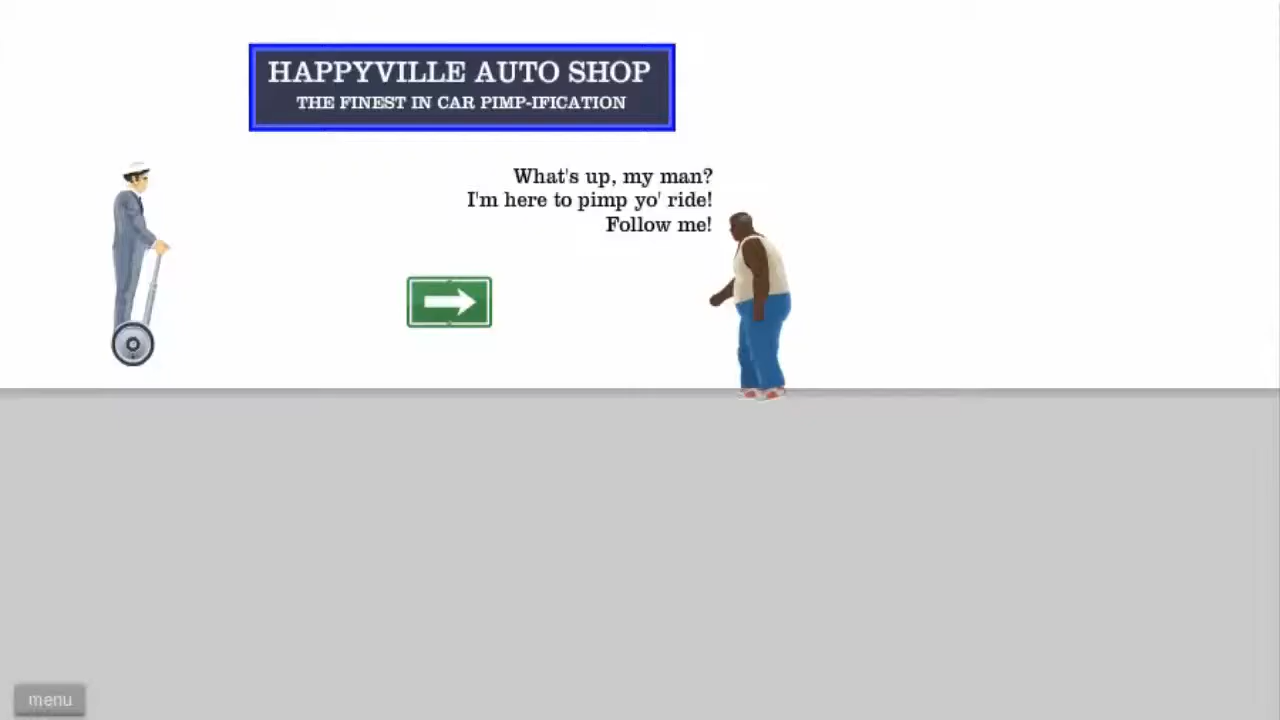 HAPPYVILLE AUTO SHOP
THE FINEST IN CAR PIMP-IFICATION
What's up, my man?
I'm here to pimp yo' ride!
Follow me!
menu